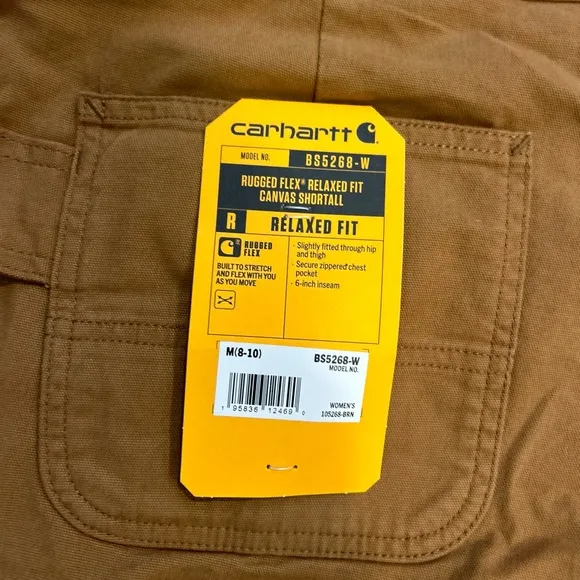 carhartt
MODEL NO. BS5268-W
RUGGED FLEX® RELAXED FIT
CANVAS SHORTALL
R RELAXED FIT
RUGGED
FLEX
BUILT TO STRETCH
AND FLEX WITH YOU
AS YOU MOVE
· Slightly fitted through hip
and thigh
· Secure zippered chest
pocket
· 6-inch inseam
M(8-10)
BS5268-W
MODEL NO.
1 95836 12469 0
WOMEN'S
105268-BRN